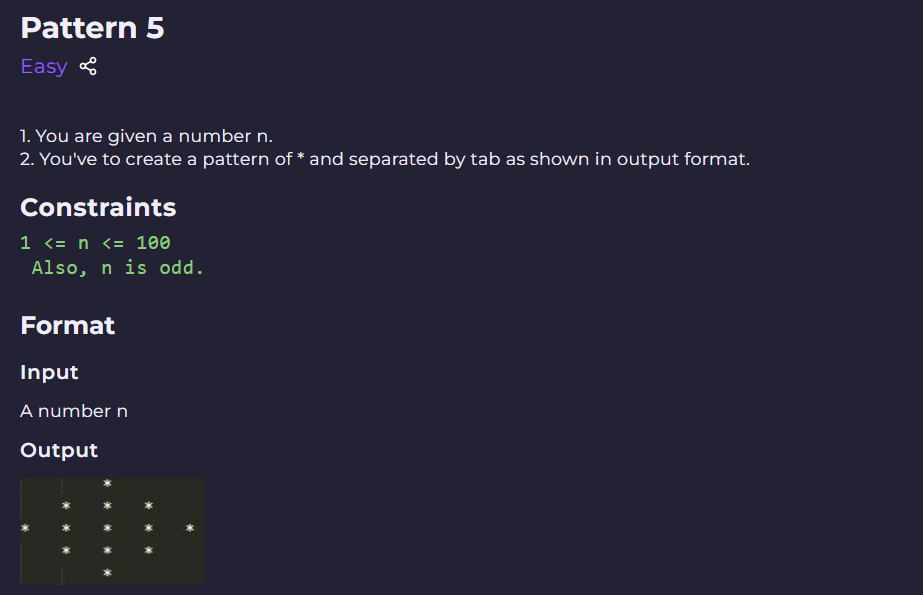 Pattern 5
Easy
1. You are given a number n.
2. You've to create a pattern of * and separated by tab as shown in output format.
Constraints
1 <= n <= 100
Also, n is odd.
Format
Input
A number n
Output
*
* * *
* * * * *
* * *
*